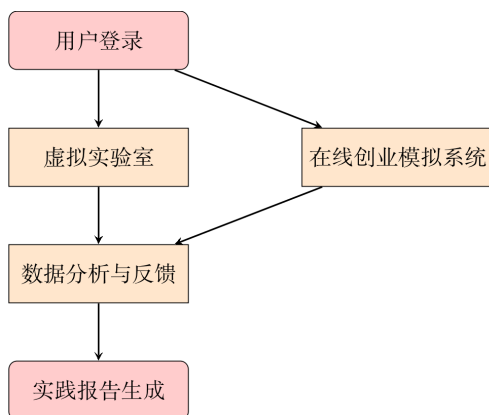 用户登录
虚拟实验室
在线创业模拟系统
数据分析与反馈
实践报告生成